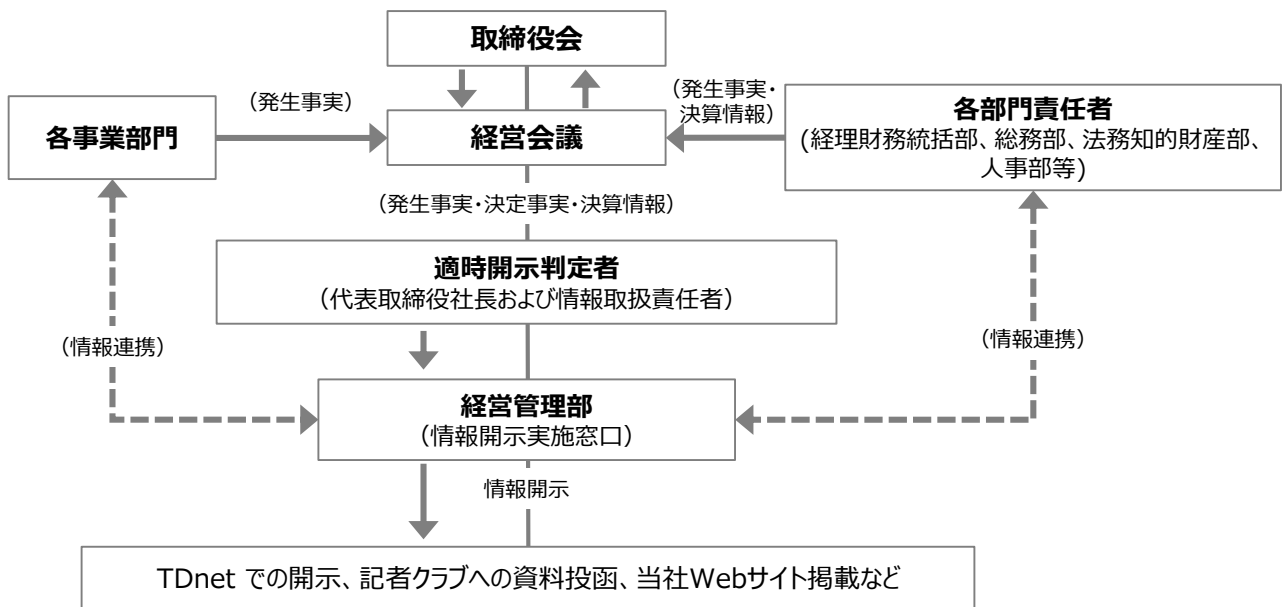 取締役会
（発生事実）
（発生事実・
決算情報）
各事業部門
経営会議
各部門責任者
(経理財務統括部、総務部、法務知的財産部、
人事部等)
（発生事実・決定事実・決算情報）
適時開示判定者
（代表取締役社長および情報取扱責任者）
（情報連携）
（情報連携）
経営管理部
（情報開示実施窓口）
情報開示
TDnet での開示、記者クラブへの資料投函、当社Webサイト掲載など